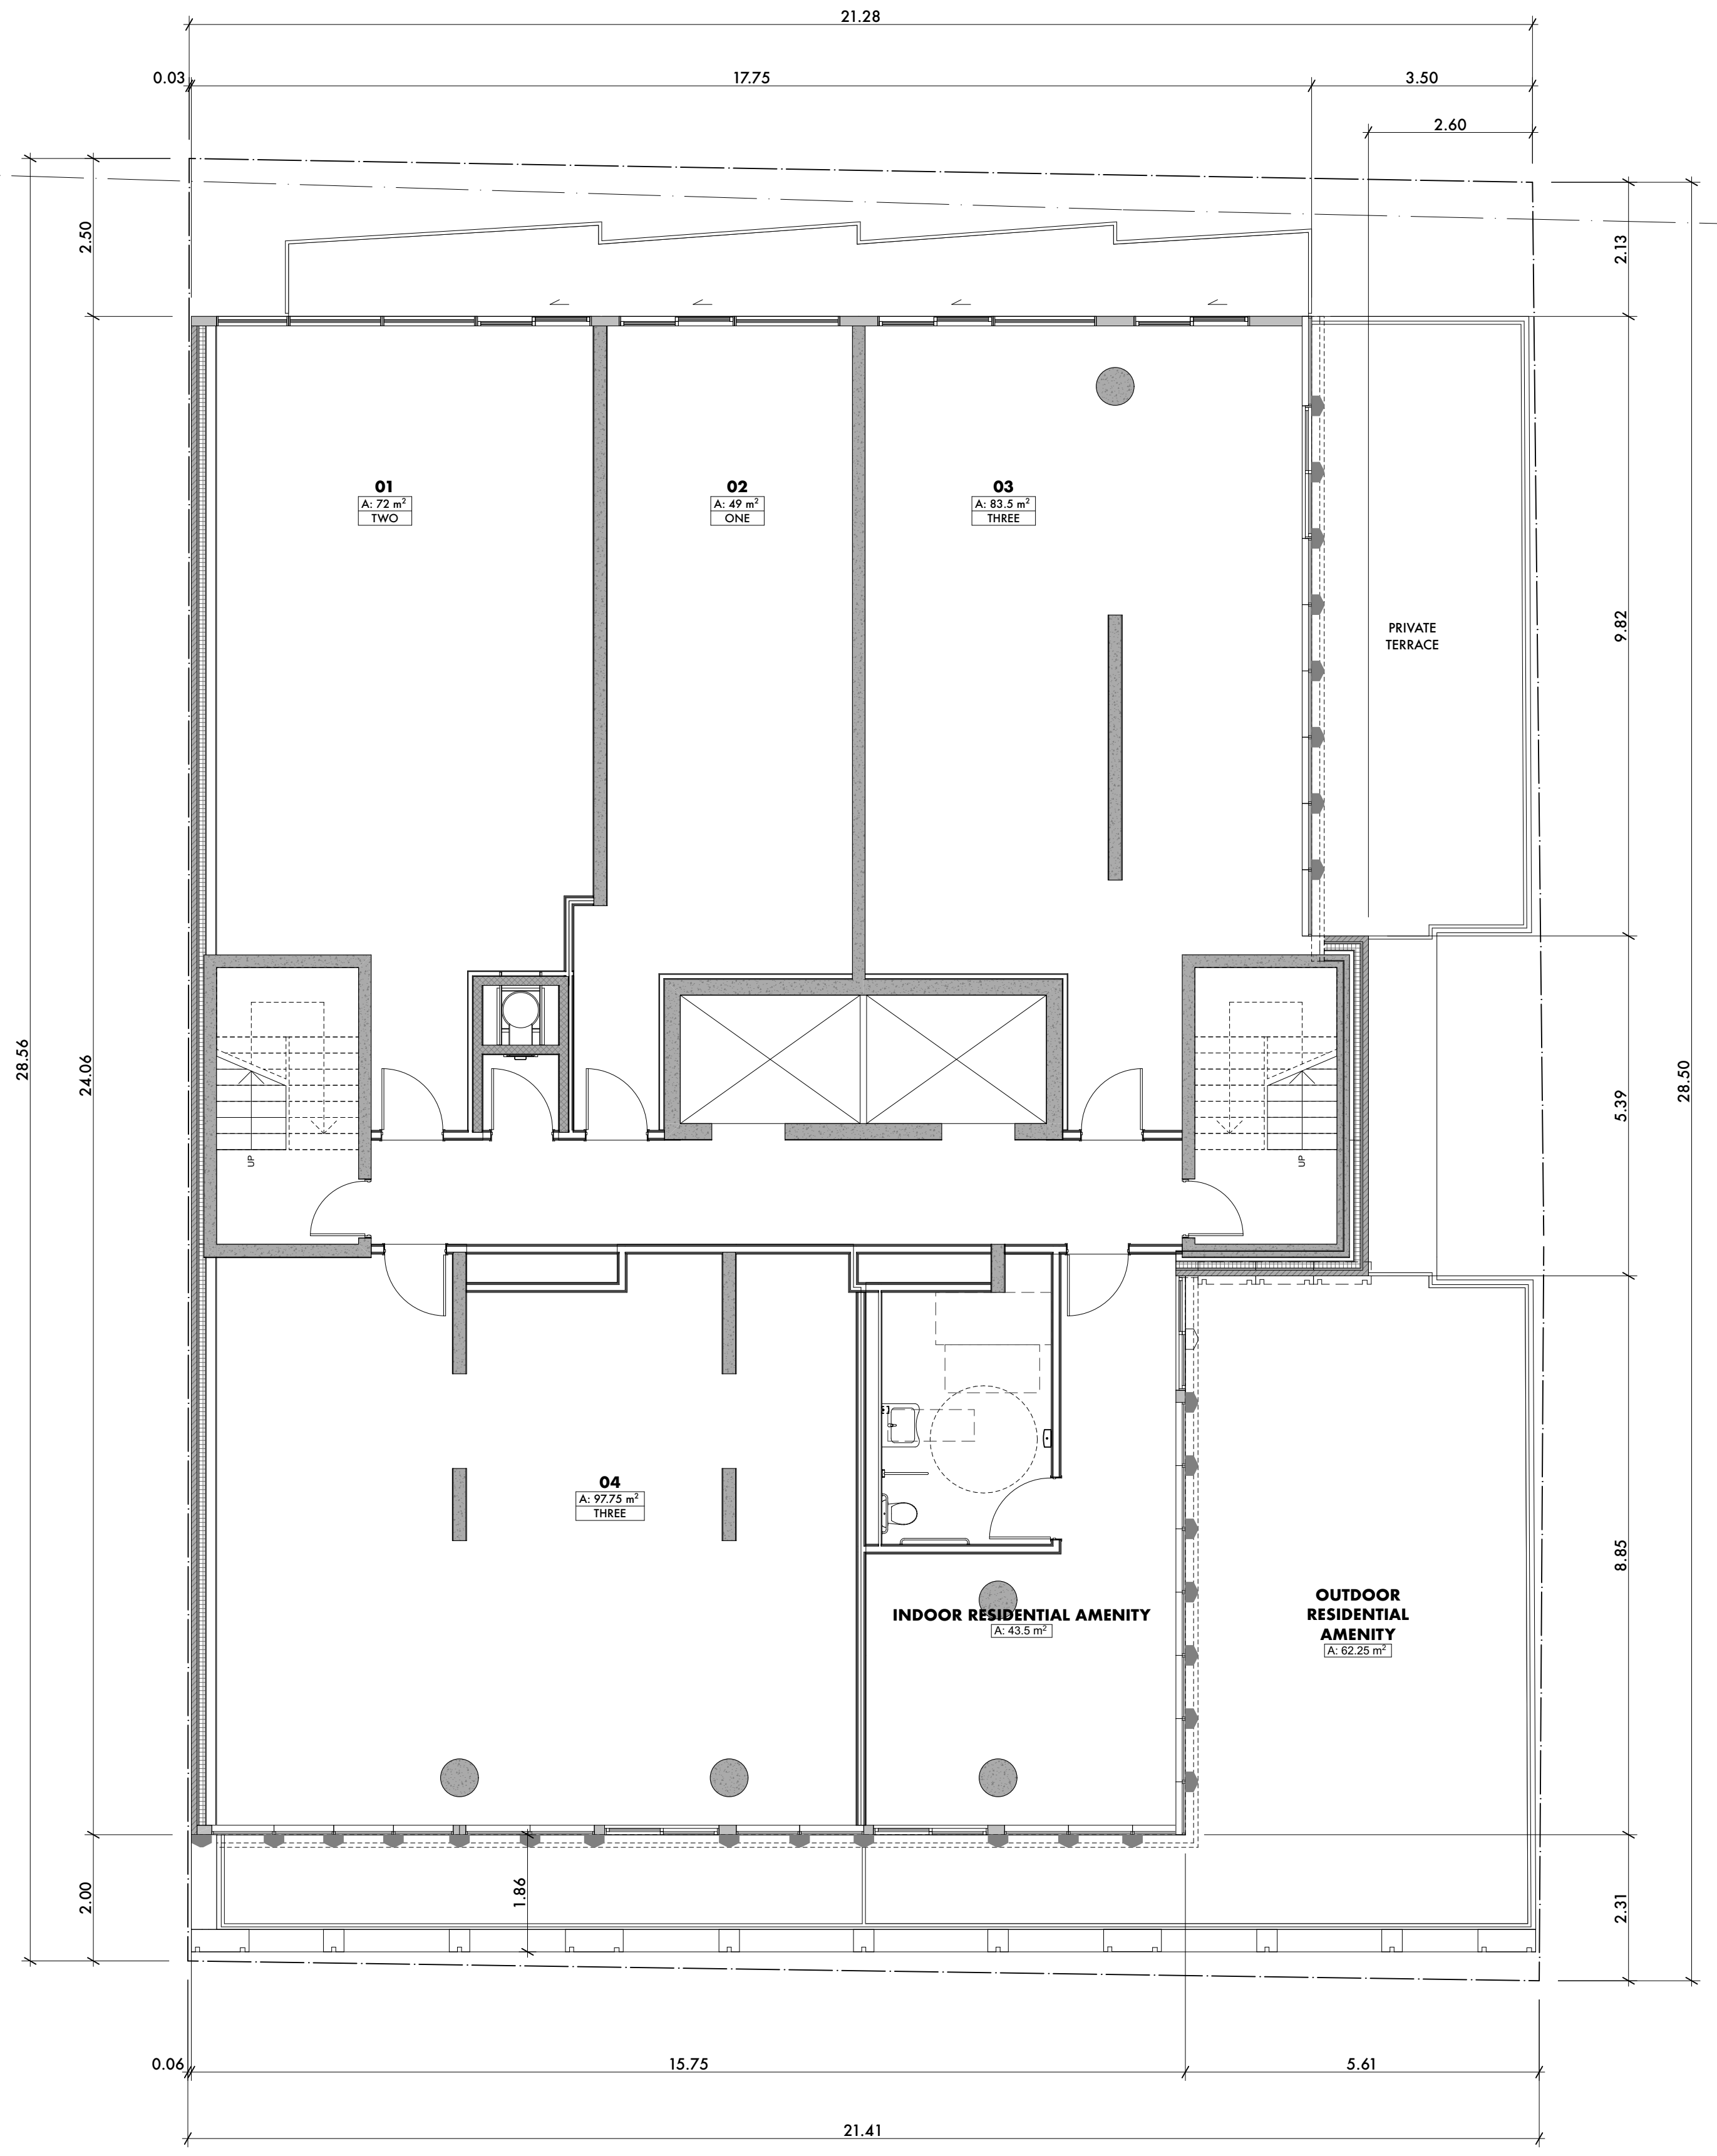 21.28
0.03
17.75
3.50
2.60
2.50
2.13
01
A: 72 m²
TWO
02
A: 49 m²
ONE
03
A: 83.5 m²
THREE
PRIVATE
TERRACE
9.82
28.56
24.06
5.39
28.50
UP
UP
04
A: 97.75 m²
THREE
INDOOR RESIDENTIAL AMENITY
A: 43.5 m²
OUTDOOR
RESIDENTIAL
AMENITY
A: 62.25 m²
8.85
2.00
1.86
2.31
0.06
15.75
5.61
21.41